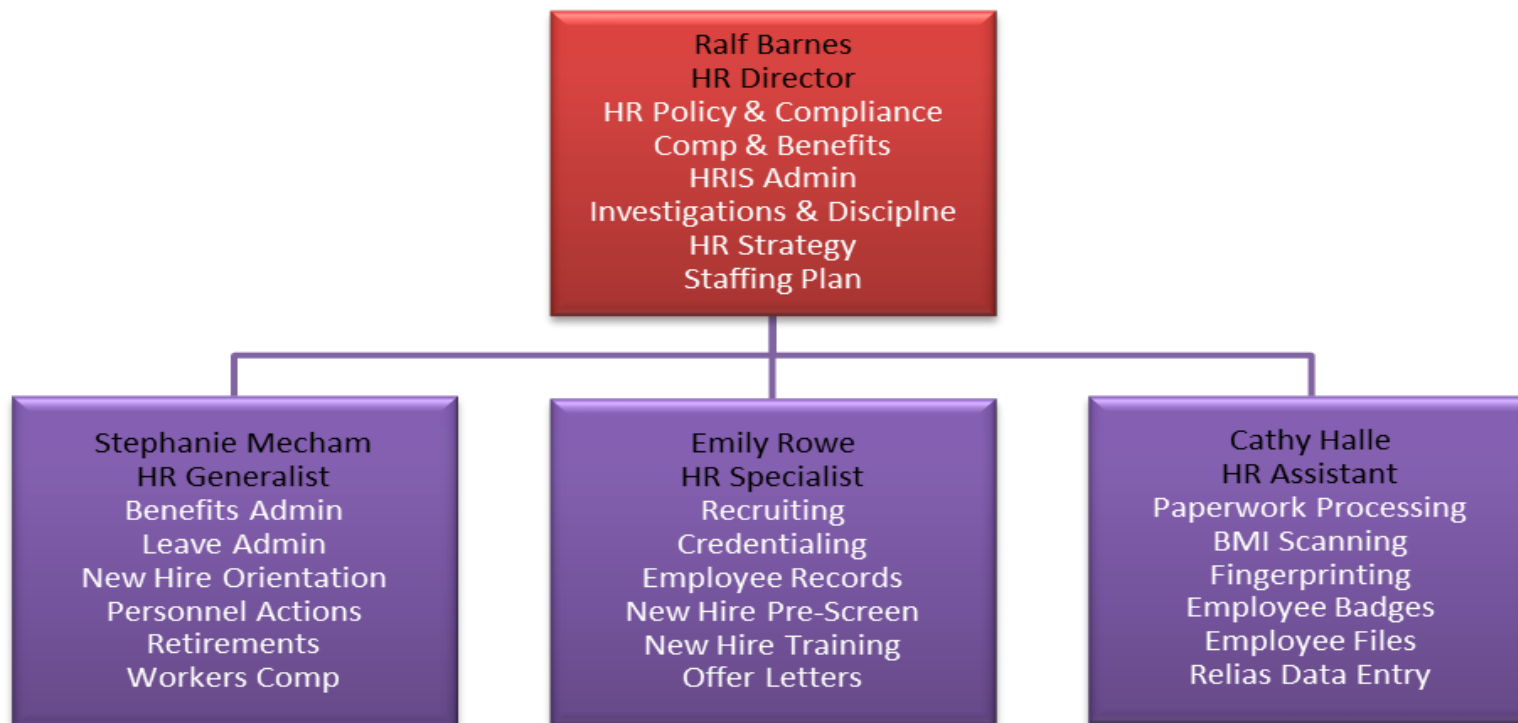 Ralf Barnes
HR Director
HR Policy & Compliance
Comp & Benefits
HRIS Admin
Investigations & Disciplne
HR Strategy
Staffing Plan
Stephanie Mecham
HR Generalist
Benefits Admin
Leave Admin
New Hire Orientation
Personnel Actions
Retirements
Workers Comp
Emily Rowe
HR Specialist
Recruiting
Credentialing
Employee Records
New Hire Pre-Screen
New Hire Training
Offer Letters
Cathy Halle
HR Assistant
Paperwork Processing
BMI Scanning
Fingerprinting
Employee Badges
Employee Files
Relias Data Entry